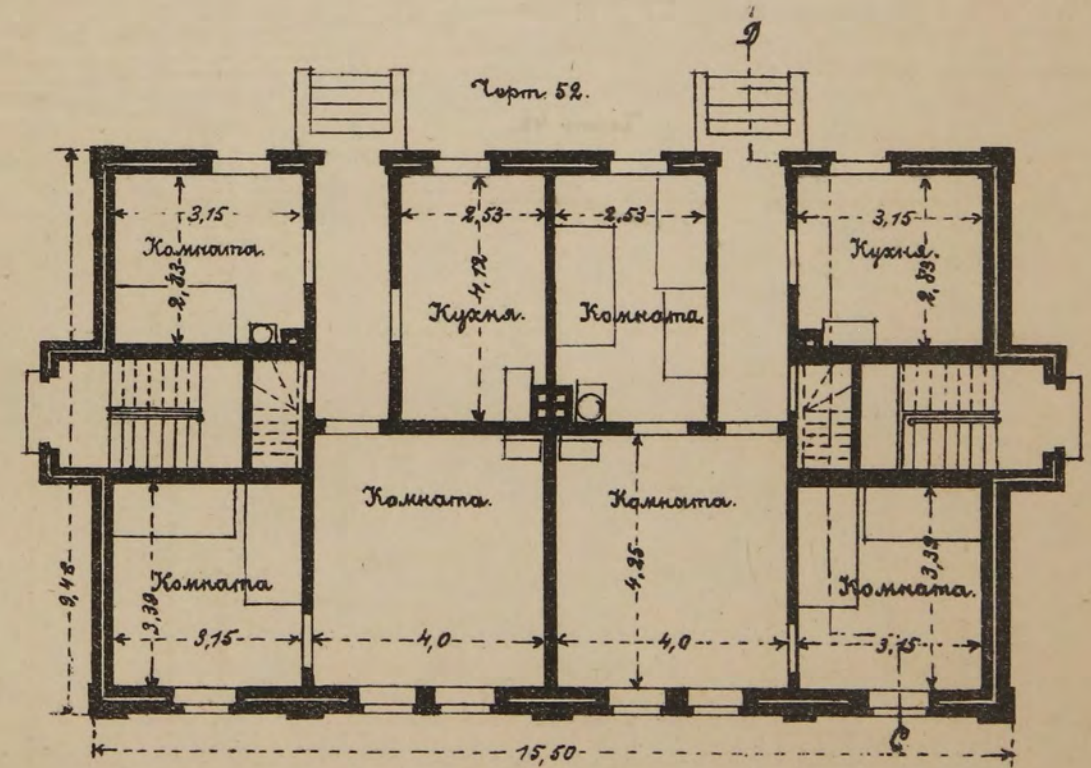 D
Черт. 52.
3,15
2,53
2,53
3,15
Комната.
2,83
Кухня.
4,12
Комната.
Кухня.
2,83
Комната.
Комната.
Комната
3,39
4,25
Комната.
3,39
9,48
3,15
4,0
4,0
3,15
C
15,50